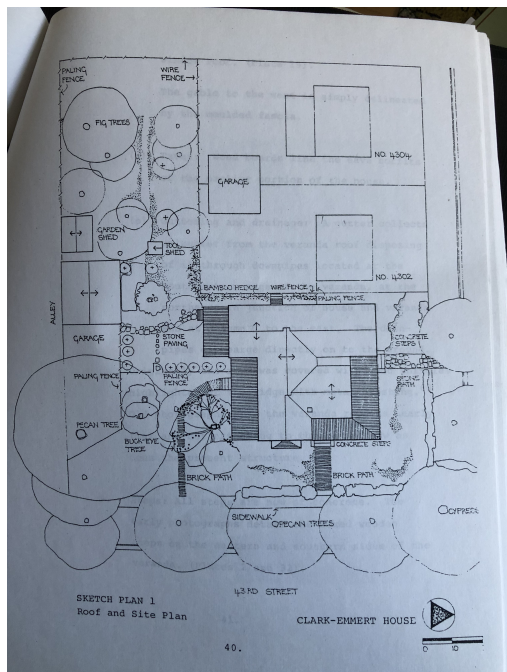 PALING
FENCE
WIRE
FENCE
FIG TREES
NO. 4304
GARAGE
GARDEN
SHED
TOOL
SHED
NO. 4302
BAMBOO HEDGE
WIRE FENCE
PALING FENCE
ALLEY
GARAGE
STONE
PAVING
CONCRETE
STEPS
STONE
PATH
PALING FENCE
PALING
FENCE
PECAN TREE
BUCK-EYE
TREE
CONCRETE STEPS
BRICK PATH
BRICK PATH
SIDEWALK
PECAN TREES
CYPRESS
43RD STREET
SKETCH PLAN 1
Roof and Site Plan
CLARK-EMMERT HOUSE
0 10
40.